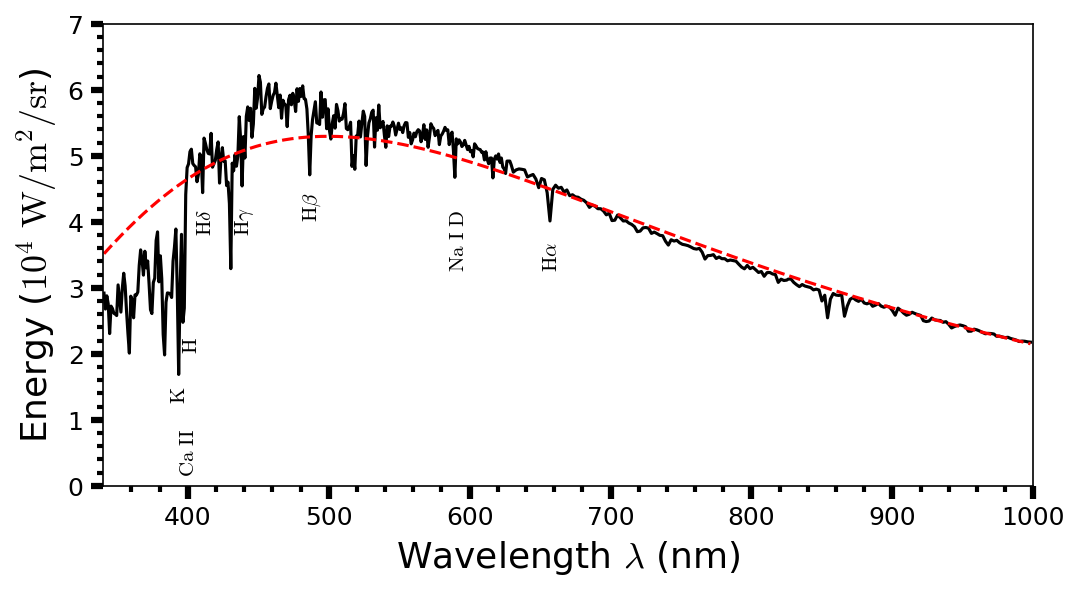 7
6
5
4
3
2
1
0
Energy (10⁴ W/m²/sr)
Hδ
Hγ
Hβ
Na I D
Hα
H
K
Ca II
400 500 600 700 800 900 1000
Wavelength λ (nm)